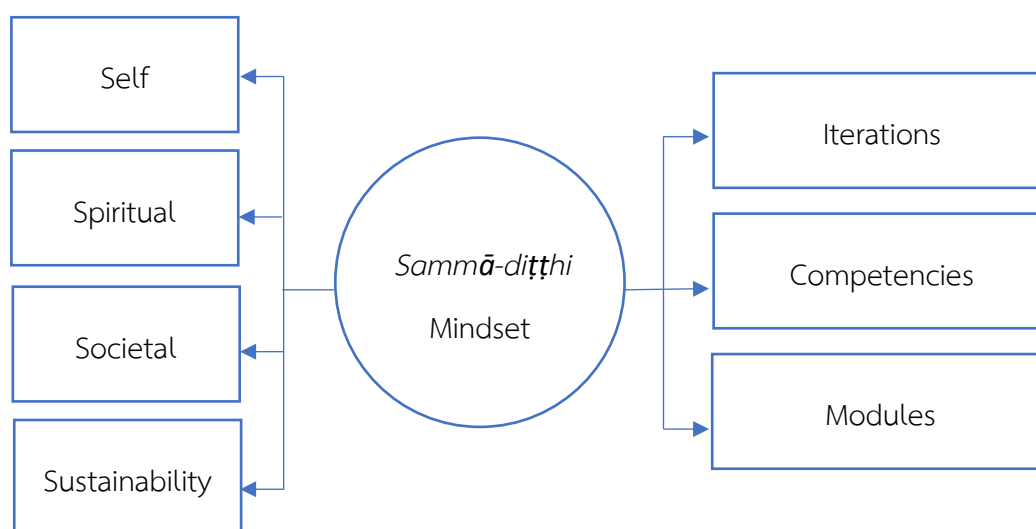 Self
Spiritual
Societal
Sustainability
Sammā-diṭṭhi
Mindset
Iterations
Competencies
Modules